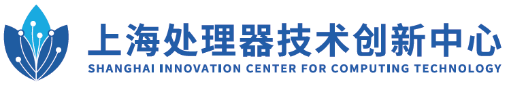 上海处理器技术创新中心
SHANGHAI INNOVATION CENTER FOR COMPUTING TECHNOLOGY